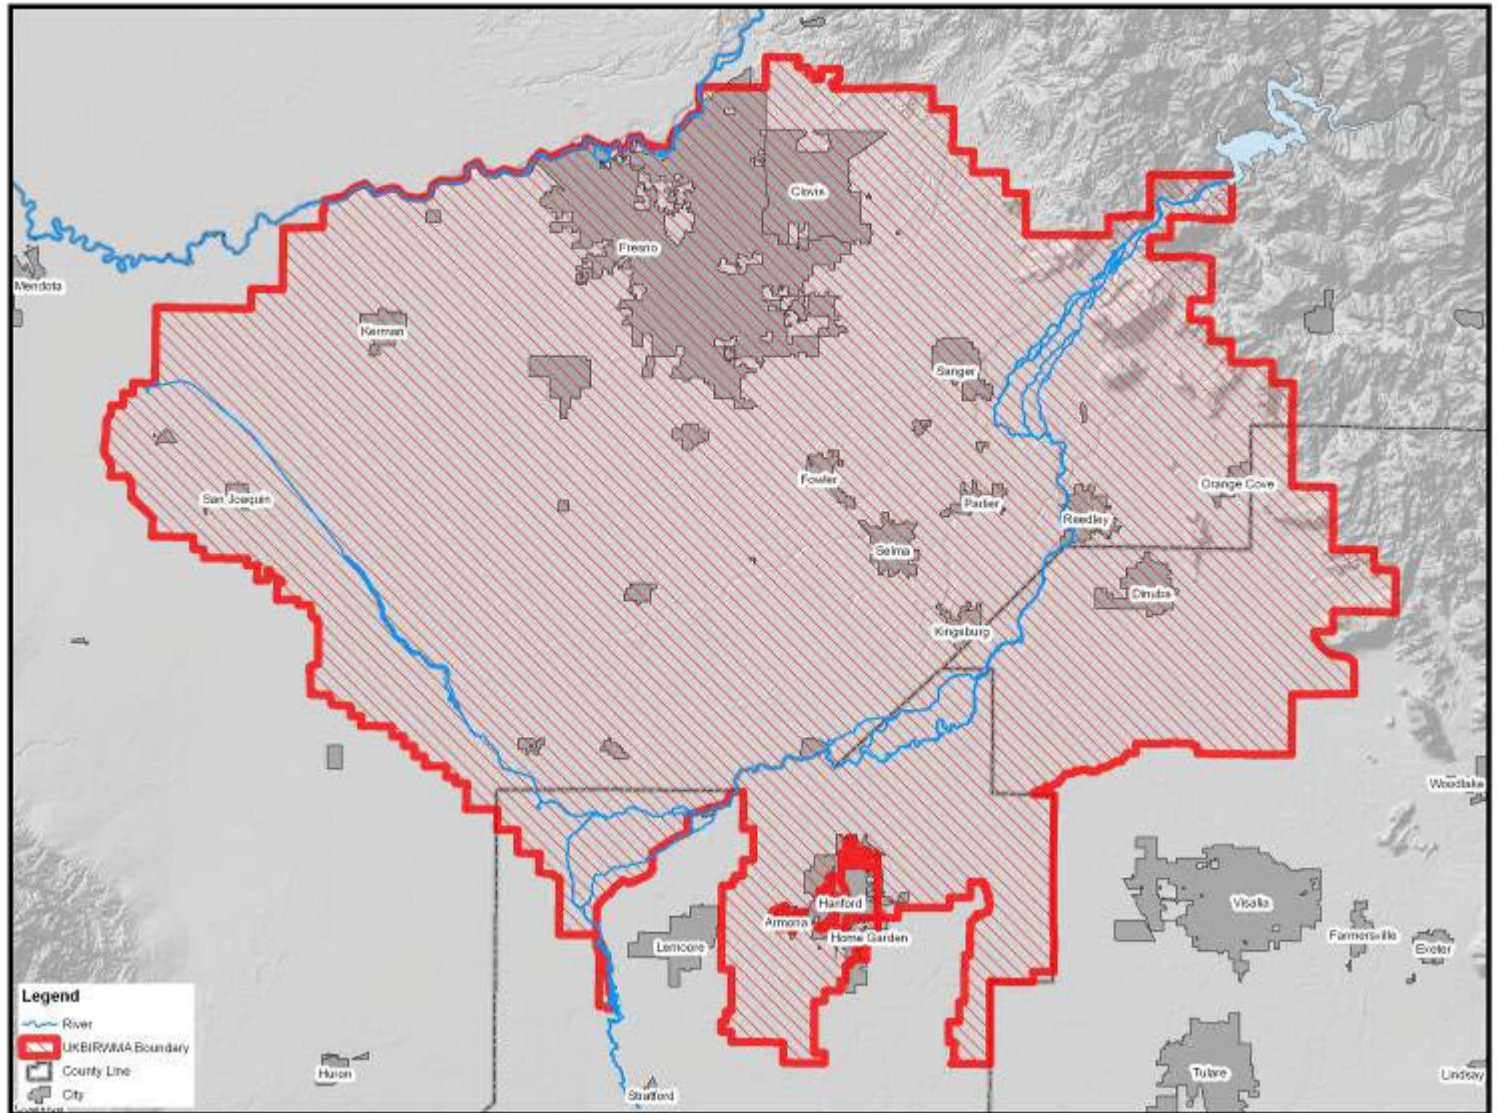 Clovis
Fresno
Mendota
Kerman
Sanger
Orange Cove
San Joaquin
Fowler
Parlier
Reedley
Selma
Dinuba
Kingsburg
Woodlake
Hanford
Visalia
Armona
Home Garden
Lemoore
Farmersville
Exeter
Legend
River
UKBIRWMA Boundary
County Line
City
Huron
Tulare
Lindsay
Stratford